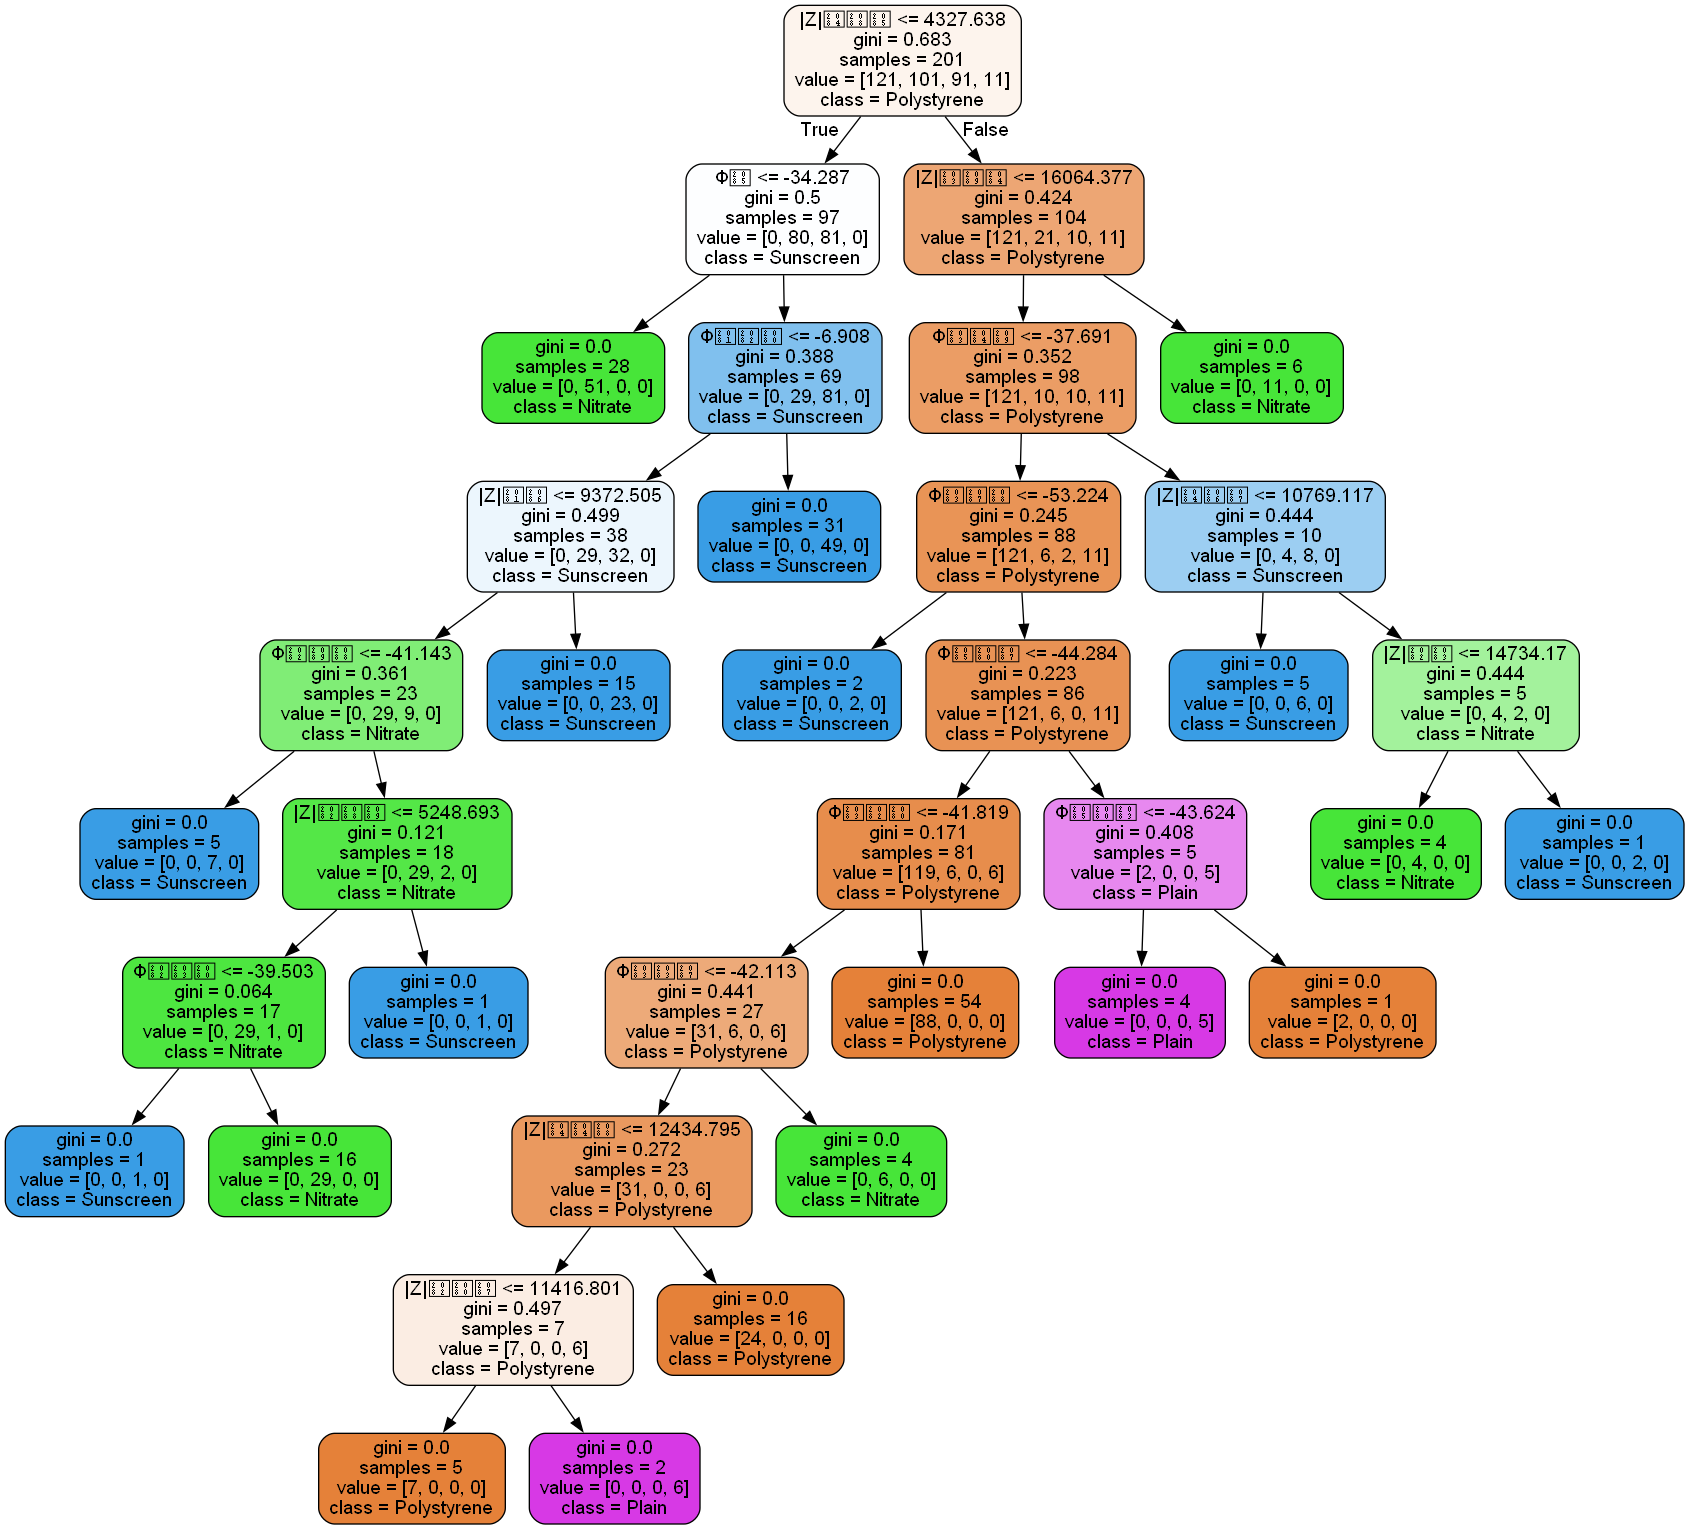 |Z| <= 4327.638
gini = 0.683
samples = 201
value = [121, 101, 91, 11]
class = Polystyrene
True
False
Φ <= -34.287
gini = 0.5
samples = 97
value = [0, 80, 81, 0]
class = Sunscreen
|Z| <= 16064.377
gini = 0.424
samples = 104
value = [121, 21, 10, 11]
class = Polystyrene
gini = 0.0
samples = 28
value = [0, 51, 0, 0]
class = Nitrate
Φ <= -6.908
gini = 0.388
samples = 69
value = [0, 29, 81, 0]
class = Sunscreen
Φ <= -37.691
gini = 0.352
samples = 98
value = [121, 10, 10, 11]
class = Polystyrene
gini = 0.0
samples = 6
value = [0, 11, 0, 0]
class = Nitrate
|Z| <= 9372.505
gini = 0.499
samples = 38
value = [0, 29, 32, 0]
class = Sunscreen
gini = 0.0
samples = 31
value = [0, 0, 49, 0]
class = Sunscreen
Φ <= -53.224
gini = 0.245
samples = 88
value = [121, 6, 2, 11]
class = Polystyrene
|Z| <= 10769.117
gini = 0.444
samples = 10
value = [0, 4, 8, 0]
class = Sunscreen
Φ <= -41.143
gini = 0.361
samples = 23
value = [0, 29, 9, 0]
class = Nitrate
gini = 0.0
samples = 15
value = [0, 0, 23, 0]
class = Sunscreen
gini = 0.0
samples = 2
value = [0, 0, 2, 0]
class = Sunscreen
Φ <= -44.284
gini = 0.223
samples = 86
value = [121, 6, 0, 11]
class = Polystyrene
gini = 0.0
samples = 5
value = [0, 0, 6, 0]
class = Sunscreen
|Z| <= 14734.17
gini = 0.444
samples = 5
value = [0, 4, 2, 0]
class = Nitrate
gini = 0.0
samples = 5
value = [0, 0, 7, 0]
class = Sunscreen
|Z| <= 5248.693
gini = 0.121
samples = 18
value = [0, 29, 2, 0]
class = Nitrate
Φ <= -41.819
gini = 0.171
samples = 81
value = [119, 6, 0, 6]
class = Polystyrene
Φ <= -43.624
gini = 0.408
samples = 5
value = [2, 0, 0, 5]
class = Plain
gini = 0.0
samples = 4
value = [0, 4, 0, 0]
class = Nitrate
gini = 0.0
samples = 1
value = [0, 0, 2, 0]
class = Sunscreen
Φ <= -39.503
gini = 0.064
samples = 17
value = [0, 29, 1, 0]
class = Nitrate
gini = 0.0
samples = 1
value = [0, 0, 1, 0]
class = Sunscreen
Φ <= -42.113
gini = 0.441
samples = 27
value = [31, 6, 0, 6]
class = Polystyrene
gini = 0.0
samples = 54
value = [88, 0, 0, 0]
class = Polystyrene
gini = 0.0
samples = 4
value = [0, 0, 0, 5]
class = Plain
gini = 0.0
samples = 1
value = [2, 0, 0, 0]
class = Polystyrene
gini = 0.0
samples = 1
value = [0, 0, 1, 0]
class = Sunscreen
gini = 0.0
samples = 16
value = [0, 29, 0, 0]
class = Nitrate
|Z| <= 12434.795
gini = 0.272
samples = 23
value = [31, 0, 0, 6]
class = Polystyrene
gini = 0.0
samples = 4
value = [0, 6, 0, 0]
class = Nitrate
|Z| <= 11416.801
gini = 0.497
samples = 7
value = [7, 0, 0, 6]
class = Polystyrene
gini = 0.0
samples = 16
value = [24, 0, 0, 0]
class = Polystyrene
gini = 0.0
samples = 5
value = [7, 0, 0, 0]
class = Polystyrene
gini = 0.0
samples = 2
value = [0, 0, 0, 6]
class = Plain